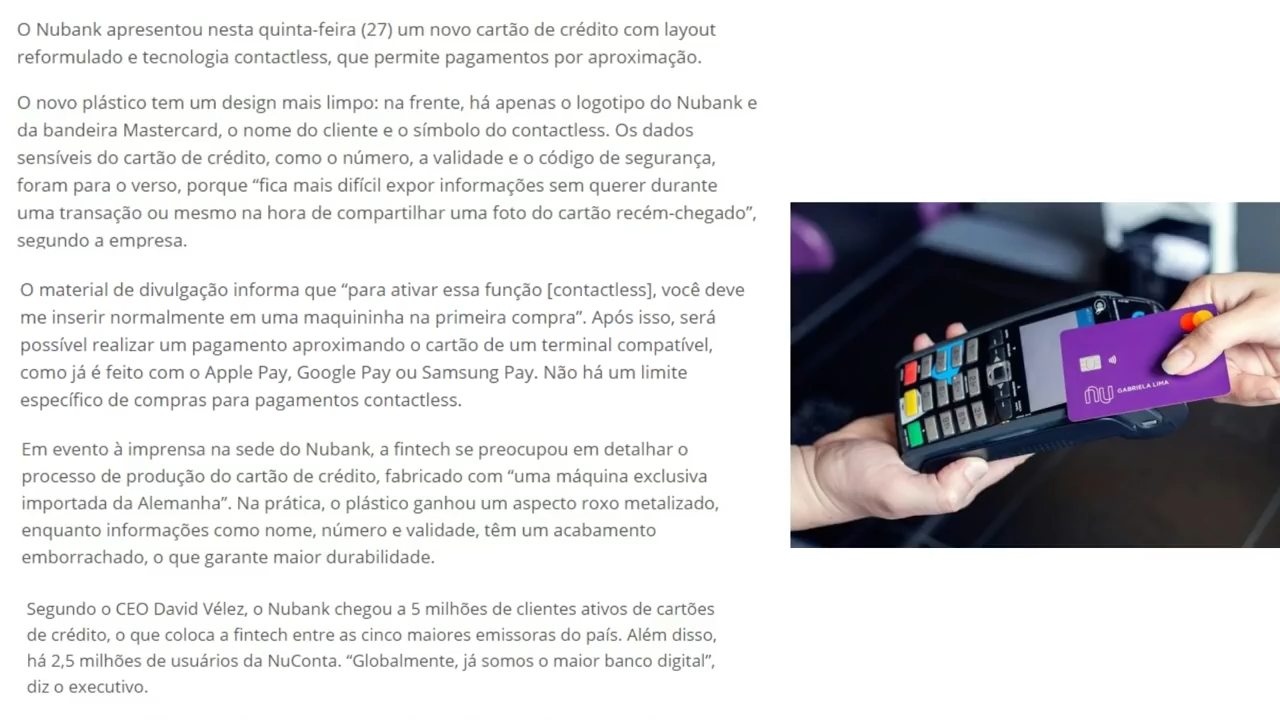 O Nubank apresentou nesta quinta-feira (27) um novo cartão de crédito com layout
reformulado e tecnologia contactless, que permite pagamentos por aproximação.
O novo plástico tem um design mais limpo: na frente, há apenas o logotipo do Nubank e
da bandeira Mastercard, o nome do cliente e o símbolo do contactless. Os dados
sensíveis do cartão de crédito, como o número, a validade e o código de segurança,
foram para o verso, porque “fica mais difícil expor informações sem querer durante
uma transação ou mesmo na hora de compartilhar uma foto do cartão recém-chegado”,
segundo a empresa.
O material de divulgação informa que “para ativar essa função [contactless], você deve
me inserir normalmente em uma maquininha na primeira compra”. Após isso, será
possível realizar um pagamento aproximando o cartão de um terminal compatível,
como já é feito com o Apple Pay, Google Pay ou Samsung Pay. Não há um limite
específico de compras para pagamentos contactless.
Em evento à imprensa na sede do Nubank, a fintech se preocupou em detalhar o
processo de produção do cartão de crédito, fabricado com “uma máquina exclusiva
importada da Alemanha”. Na prática, o plástico ganhou um aspecto roxo metalizado,
enquanto informações como nome, número e validade, têm um acabamento
emborrachado, o que garante maior durabilidade.
Segundo o CEO David Vélez, o Nubank chegou a 5 milhões de clientes ativos de cartões
de crédito, o que coloca a fintech entre as cinco maiores emissoras do país. Além disso,
há 2,5 milhões de usuários da NuConta. “Globalmente, já somos o maior banco digital”,
diz o executivo.
nu GABRIELA LIMA